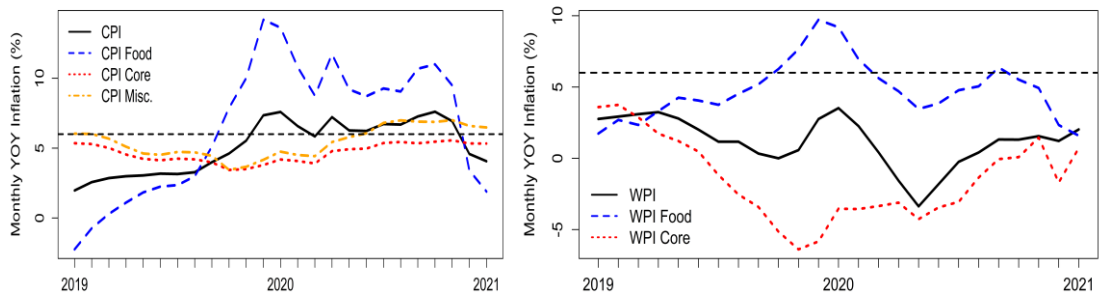 Monthly YOY Inflation (%)
10
5
0
CPI
CPI Food
CPI Core
CPI Misc.
2019
2020
2021
Monthly YOY Inflation (%)
10
5
0
-5
WPI
WPI Food
WPI Core
2019
2020
2021